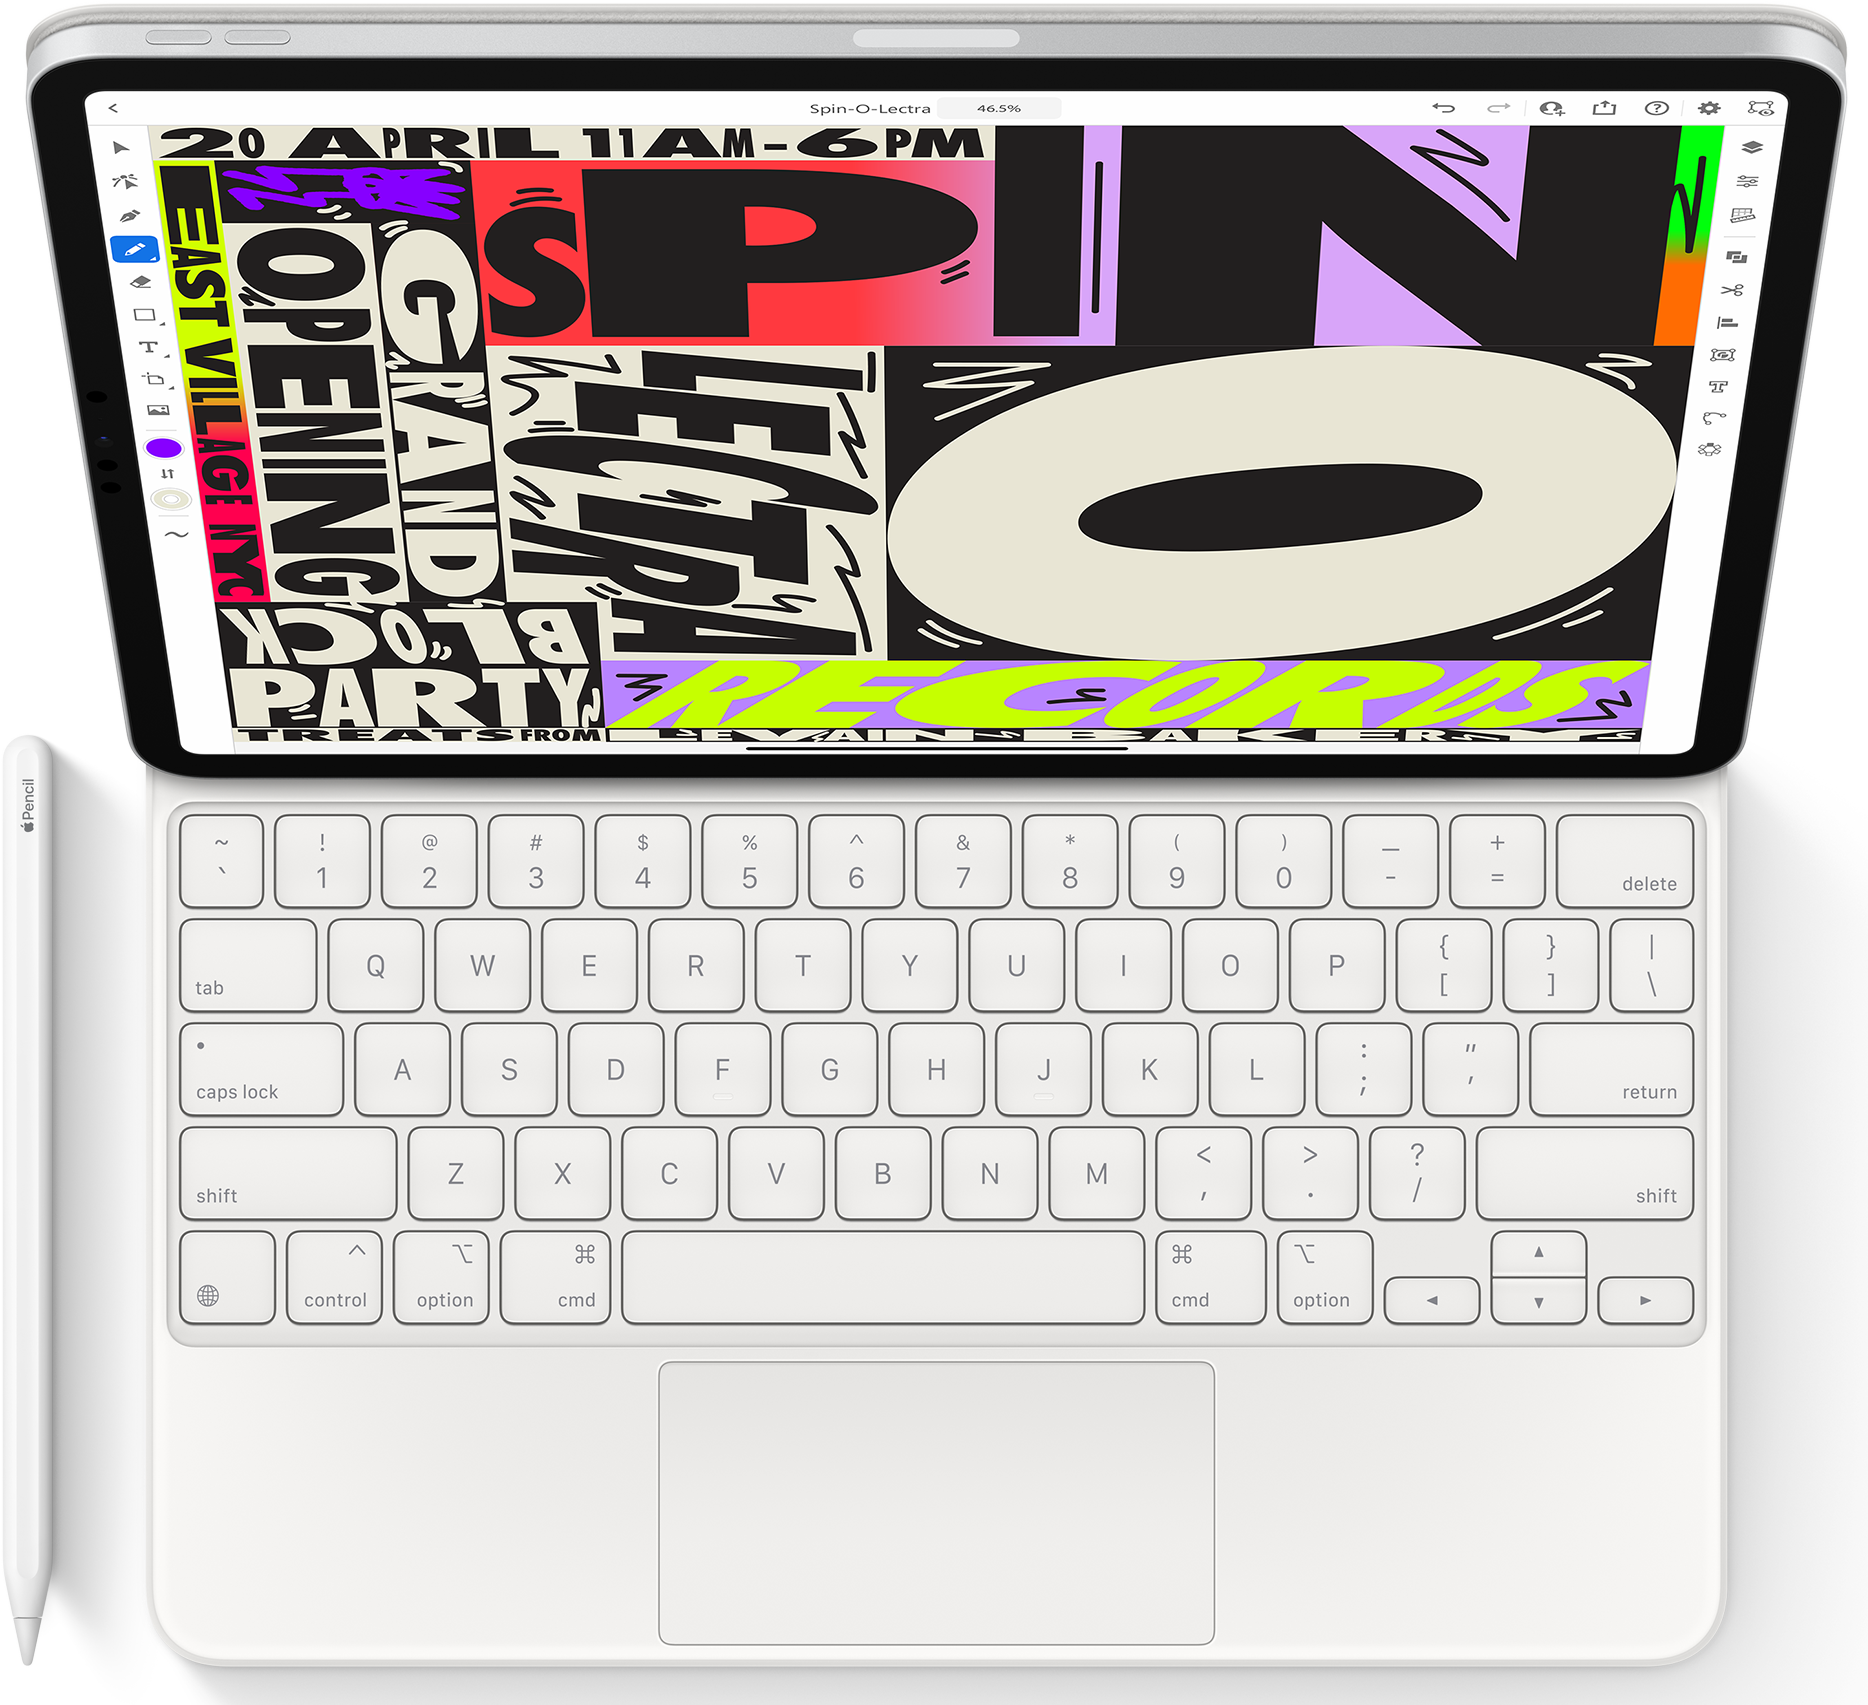 Spin-O-Lectra 46.5%
20 APRIL 11AM-6PM
SPIN
EAST VILLAGE NYC
OPENING
GRAND
LECTRA
O
BLOCK
PARTY
RECORDS
TREATS FROM LEVAIN BAKERY
Pencil
~ ! @ # $ % ^ & * ( ) _ +
` 1 2 3 4 5 6 7 8 9 0 - = delete
tab Q W E R T Y U I O P { [ } ] | \
caps lock A S D F G H J K L : ; " ' return
shift Z X C V B N M < , > . ? / shift
^ ⌥ ⌘ ⌘ ⌥ ▲
control option cmd cmd option ◀ ▼ ▶